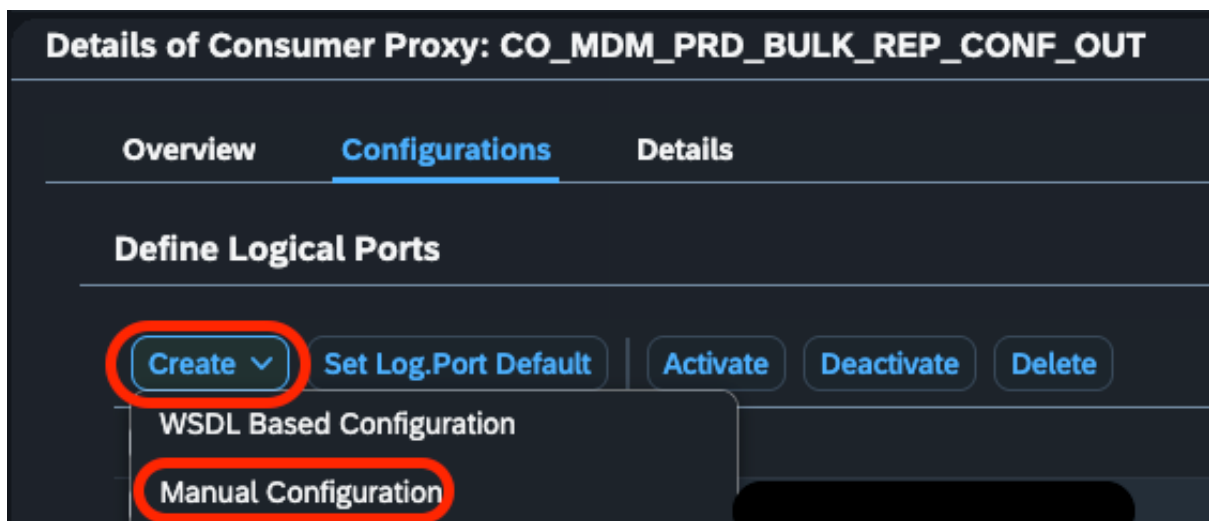 Details of Consumer Proxy: CO_MDM_PRD_BULK_REP_CONF_OUT
Overview Configurations Details
Define Logical Ports
Create Set Log.Port Default Activate Deactivate Delete
WSDL Based Configuration
Manual Configuration